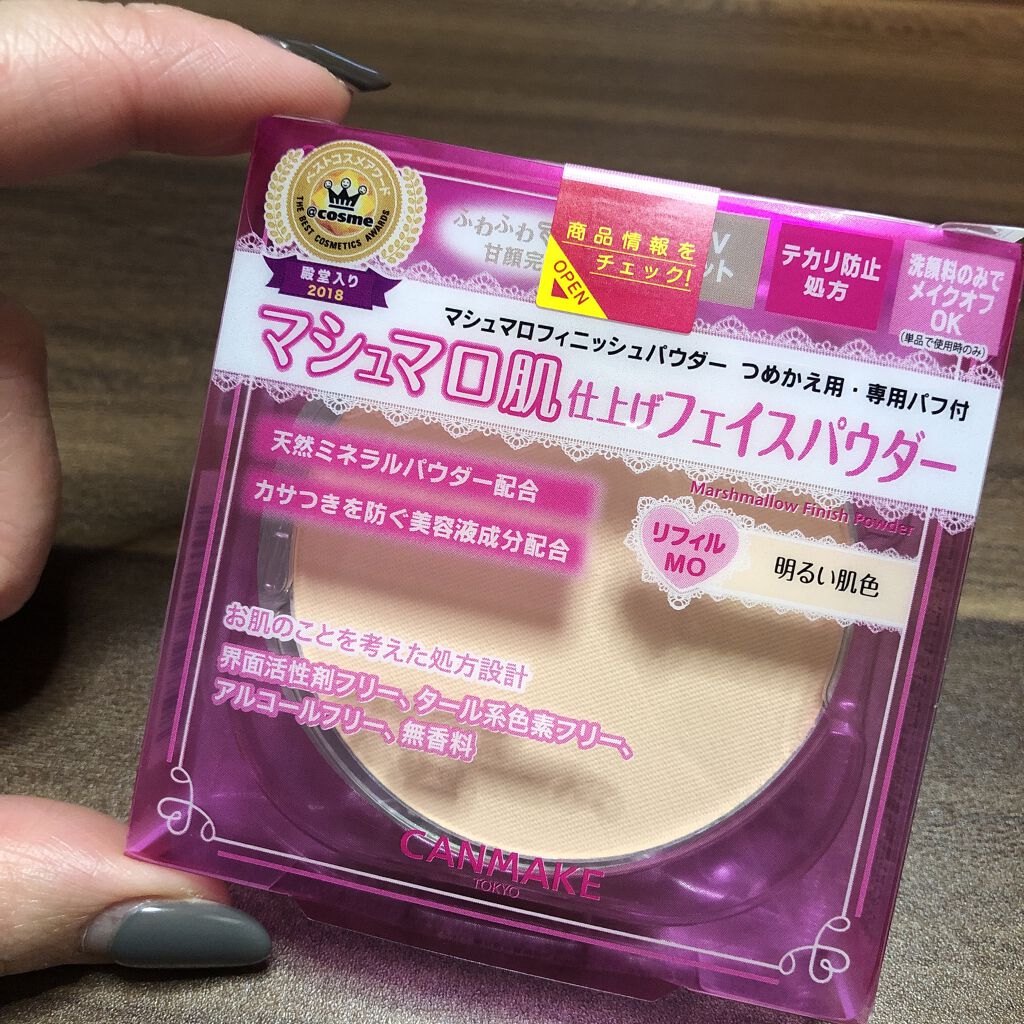 ベストコスメアワード
@cosme
THE BEST COSMETICS AWARDS
殿堂入り
2018
ふわふわ
甘顔完
商品情報を
チェック!
OPEN
ット
テカリ防止
処方
洗顔料のみで
メイクオフ
OK
(単品で使用時のみ)
マシュマロフィニッシュパウダー つめかえ用・専用パフ付
マシュマロ肌仕上げフェイスパウダー
Marshmallow Finish Powder
天然ミネラルパウダー配合
カサつきを防ぐ美容液成分配合
リフィル
MO
明るい肌色
お肌のことを考えた処方設計
界面活性剤フリー、タール系色素フリー、
アルコールフリー、無香料
CANMAKE
TOKYO